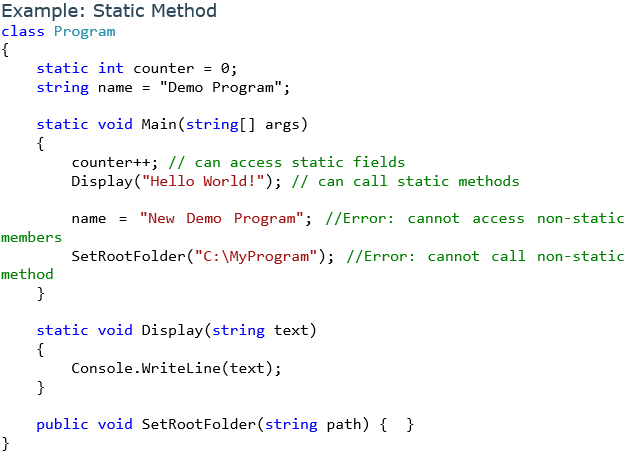 Example: Static Method
class Program
{
    static int counter = 0;
    string name = "Demo Program";

    static void Main(string[] args)
    {
        counter++; // can access static fields
        Display("Hello World!"); // can call static methods

        name = "New Demo Program"; //Error: cannot access non-static
members
        SetRootFolder("C:\MyProgram"); //Error: cannot call non-static
method
    }

    static void Display(string text)
    {
        Console.WriteLine(text);
    }

    public void SetRootFolder(string path) {  }
}